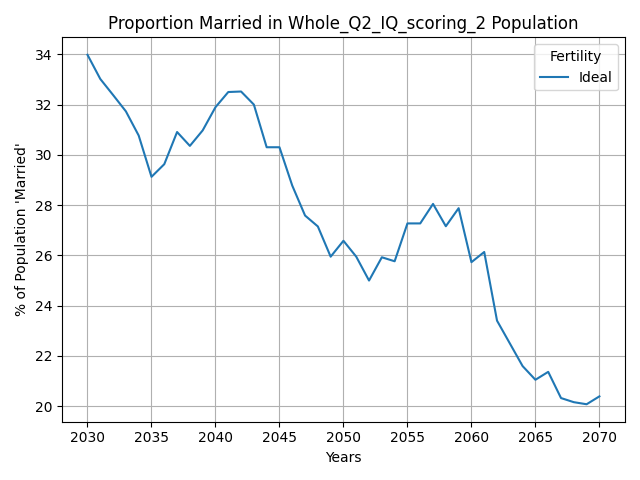 Proportion Married in Whole_Q2_IQ_scoring_2 Population
% of Population 'Married'
34
32
30
28
26
24
22
20
Fertility
Ideal
2030 2035 2040 2045 2050 2055 2060 2065 2070
Years